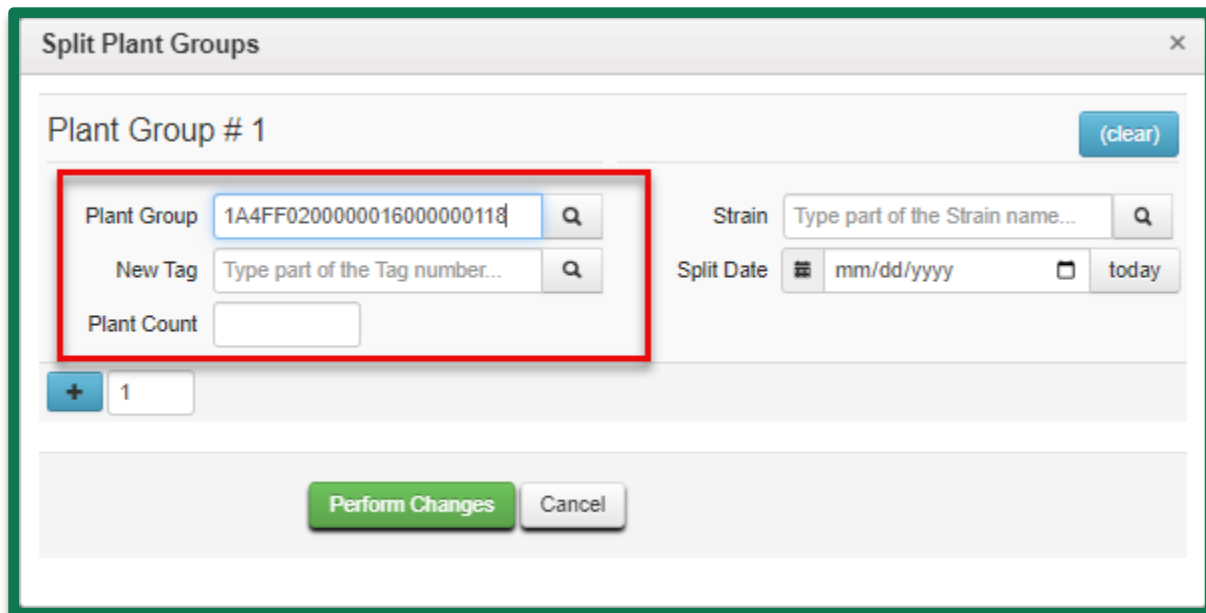 Split Plant Groups ×
Plant Group # 1
(clear)
Plant Group 1A4FF0200000016000000118
Strain Type part of the Strain name...
New Tag Type part of the Tag number...
Split Date mm/dd/yyyy today
Plant Count
+ 1
Perform Changes Cancel